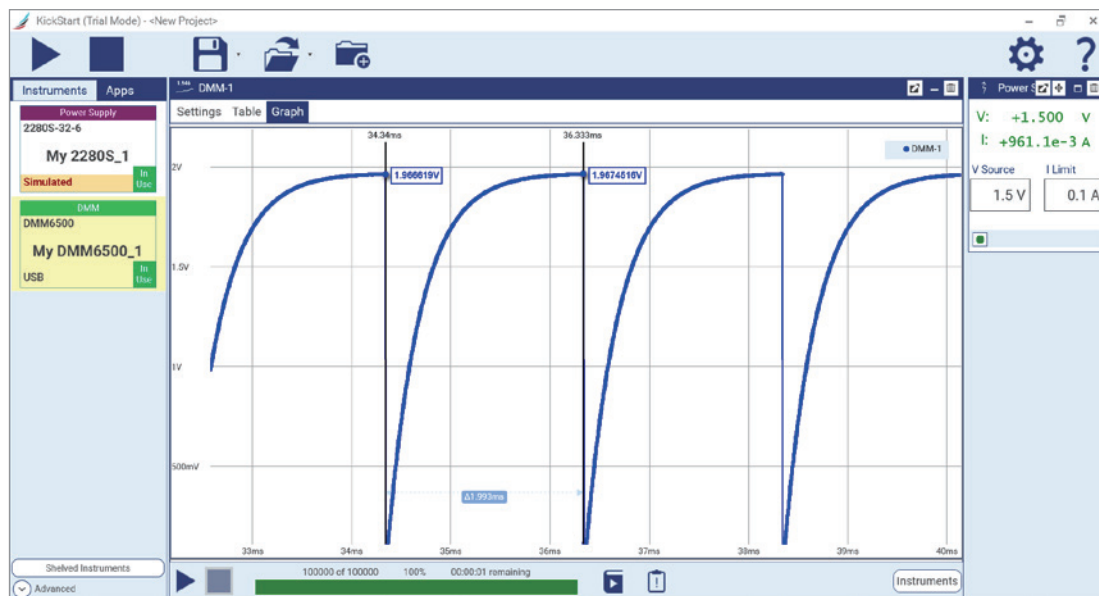 KickStart (Trial Mode) - <New Project>
Instruments Apps
Power Supply
2280S-32-6
My 2280S_1
Simulated
In Use
DMM
DMM6500
My DMM6500_1
USB
In Use
DMM-1
Settings Table Graph
34.34ms 36.333ms
DMM-1
2V
1.966619V 1.9674516V
1.5V
1V
500mV
Δ1.993ms
33ms 34ms 35ms 36ms 37ms 38ms 39ms 40ms
100000 of 100000 100% 00:00:01 remaining
Instruments
Power S
V: +1.500 V
I: +961.1e-3 A
V Source I Limit
1.5 V 0.1 A
Shelved Instruments
Advanced